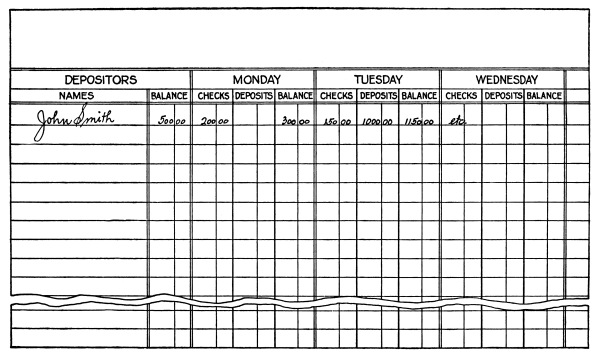 DEPOSITORS MONDAY TUESDAY WEDNESDAY
NAMES BALANCE CHECKS DEPOSITS BALANCE CHECKS DEPOSITS BALANCE CHECKS DEPOSITS BALANCE
John Smith 500 00 200 00 300 00 150 00 1000 00 1150 00 etc.